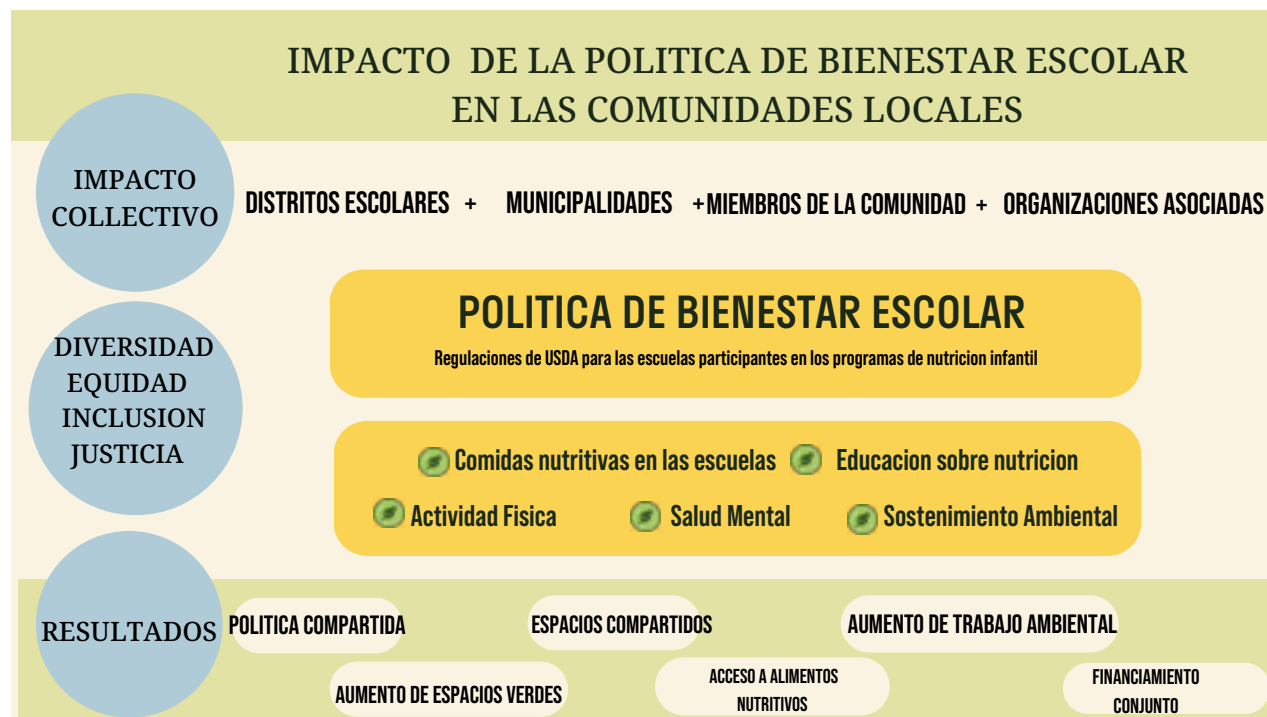 IMPACTO DE LA POLITICA DE BIENESTAR ESCOLAR
EN LAS COMUNIDADES LOCALES
IMPACTO
COLLECTIVO
DISTRITOS ESCOLARES + MUNICIPALIDADES + MIEMBROS DE LA COMUNIDAD + ORGANIZACIONES ASOCIADAS
POLITICA DE BIENESTAR ESCOLAR
Regulaciones de USDA para las escuelas participantes en los programas de nutricion infantil
DIVERSIDAD
EQUIDAD
INCLUSION
JUSTICIA
Comidas nutritivas en las escuelas Educacion sobre nutricion
Actividad Fisica Salud Mental Sostenimiento Ambiental
RESULTADOS
POLITICA COMPARTIDA ESPACIOS COMPARTIDOS AUMENTO DE TRABAJO AMBIENTAL
AUMENTO DE ESPACIOS VERDES
ACCESO A ALIMENTOS
NUTRITIVOS
FINANCIAMIENTO
CONJUNTO